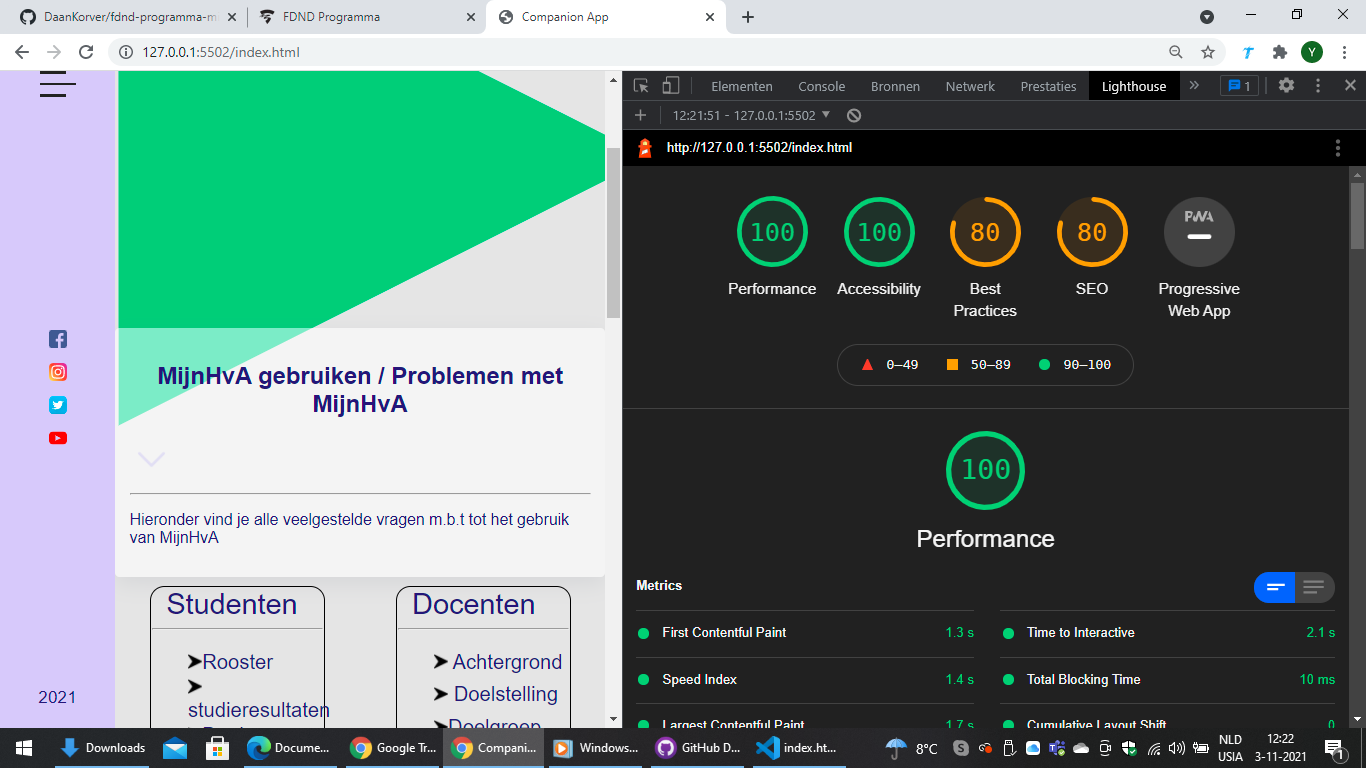 DaanKorver/fdnd-programma-m
FDND Programma
Companion App
127.0.0.1:5502/index.html
Y
Elementen
Console
Bronnen
Netwerk
Prestaties
Lighthouse
1
12:21:51 - 127.0.0.1:5502
http://127.0.0.1:5502/index.html
100
100
80
80
PWA
Performance
Accessibility
Best
Practices
SEO
Progressive
Web App
0–49
50–89
90–100
100
Performance
Metrics
First Contentful Paint
1.3 s
Time to Interactive
2.1 s
Speed Index
1.4 s
Total Blocking Time
10 ms
Largest Contentful Paint
1.7 s
Cumulative Layout Shift
0
MijnHvA gebruiken / Problemen met
MijnHvA
Hieronder vind je alle veelgestelde vragen m.b.t tot het gebruik
van MijnHvA
Studenten
Rooster
studieresultaten
Docenten
Achtergrond
Doelstelling
Doelgroep
2021
Downloads
Docume...
Google Tr...
Compani...
Windows...
GitHub D...
index.ht...
8°C
NLD
USIA
12:22
3-11-2021
1